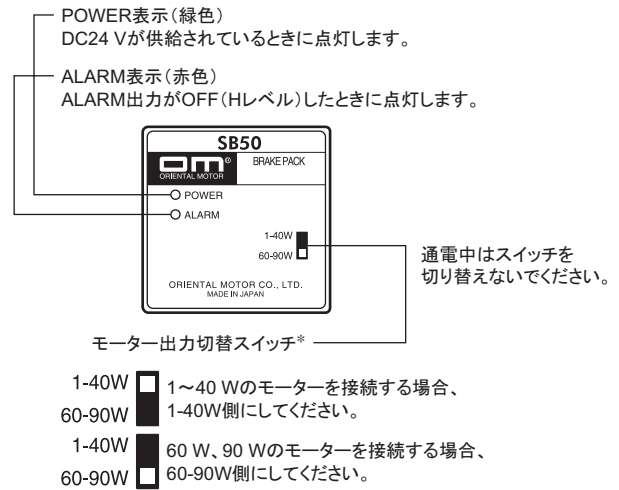 POWER表示（緑色）
DC24 Vが供給されているときに点灯します。
ALARM表示（赤色）
ALARM出力がOFF（Hレベル）したときに点灯します。
SB50
OM®
ORIENTAL MOTOR
BRAKE PACK
POWER
ALARM
1-40W
60-90W
ORIENTAL MOTOR CO., LTD.
MADE IN JAPAN
通電中はスイッチを
切り替えないでください。
モーター出力切替スイッチ*
1-40W
60-90W
1～40 Wのモーターを接続する場合、
1-40W側にしてください。
1-40W
60-90W
60 W、90 Wのモーターを接続する場合、
60-90W側にしてください。